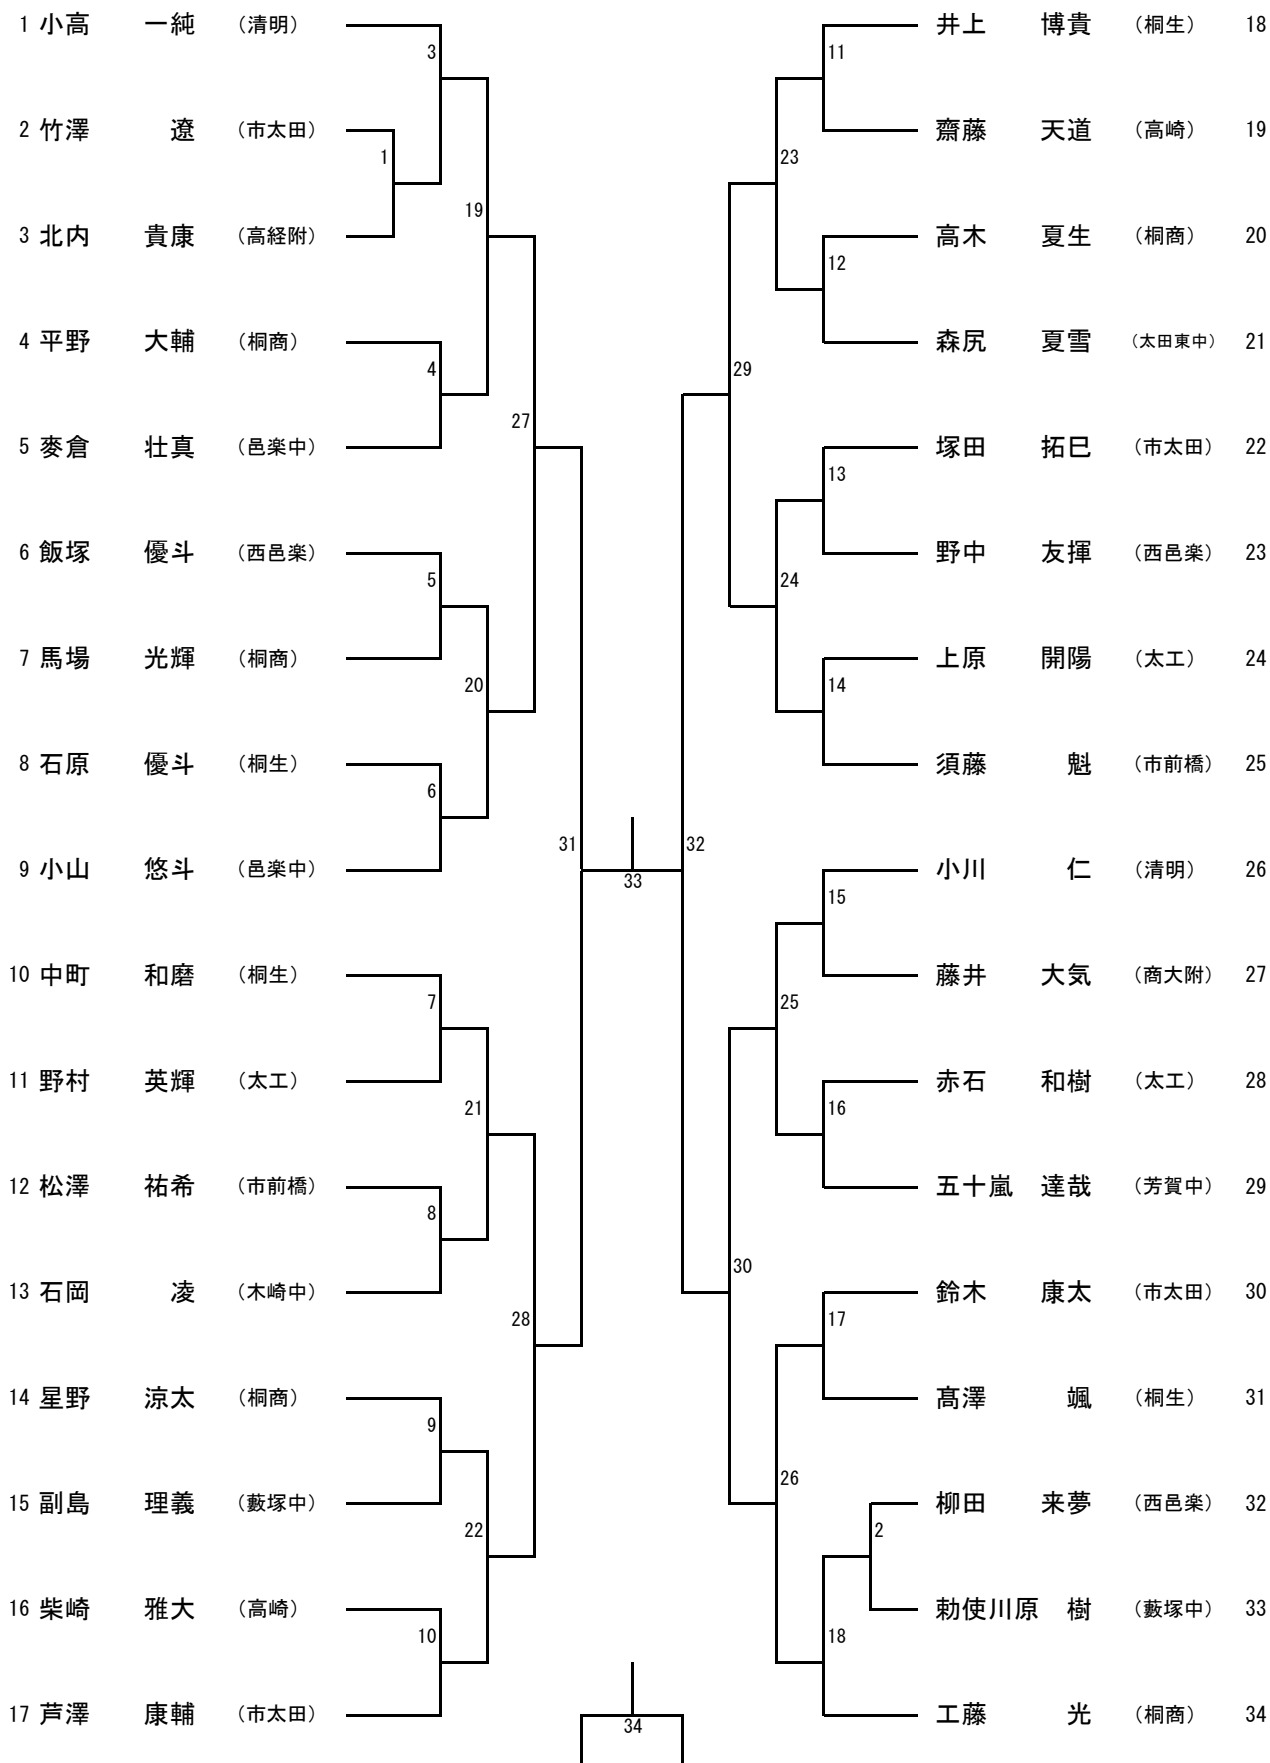 1 小高 一純 （清明）
2 竹澤 遼 （市太田）
3 北内 貴康 （高経附）
4 平野 大輔 （桐商）
5 麥倉 壮真 （邑楽中）
6 飯塚 優斗 （西邑楽）
7 馬場 光輝 （桐商）
8 石原 優斗 （桐生）
9 小山 悠斗 （邑楽中）
10 中町 和磨 （桐生）
11 野村 英輝 （太工）
12 松澤 祐希 （市前橋）
13 石岡 凌 （木崎中）
14 星野 涼太 （桐商）
15 副島 理義 （藪塚中）
16 柴崎 雅大 （高崎）
17 芦澤 康輔 （市太田）
3
1
19
4
27
5
20
6
31
7
21
8
28
9
22
10
33
34
32
11
23
12
29
13
24
14
15
25
16
30
17
26
2
18
井上 博貴 （桐生） 18
齋藤 天道 （高崎） 19
高木 夏生 （桐商） 20
森尻 夏雪 （太田東中） 21
塚田 拓巳 （市太田） 22
野中 友揮 （西邑楽） 23
上原 開陽 （太工） 24
須藤 魁 （市前橋） 25
小川 仁 （清明） 26
藤井 大気 （商大附） 27
赤石 和樹 （太工） 28
五十嵐 達哉 （芳賀中） 29
鈴木 康太 （市太田） 30
髙澤 颯 （桐生） 31
柳田 来夢 （西邑楽） 32
勅使川原 樹 （藪塚中） 33
工藤 光 （桐商） 34